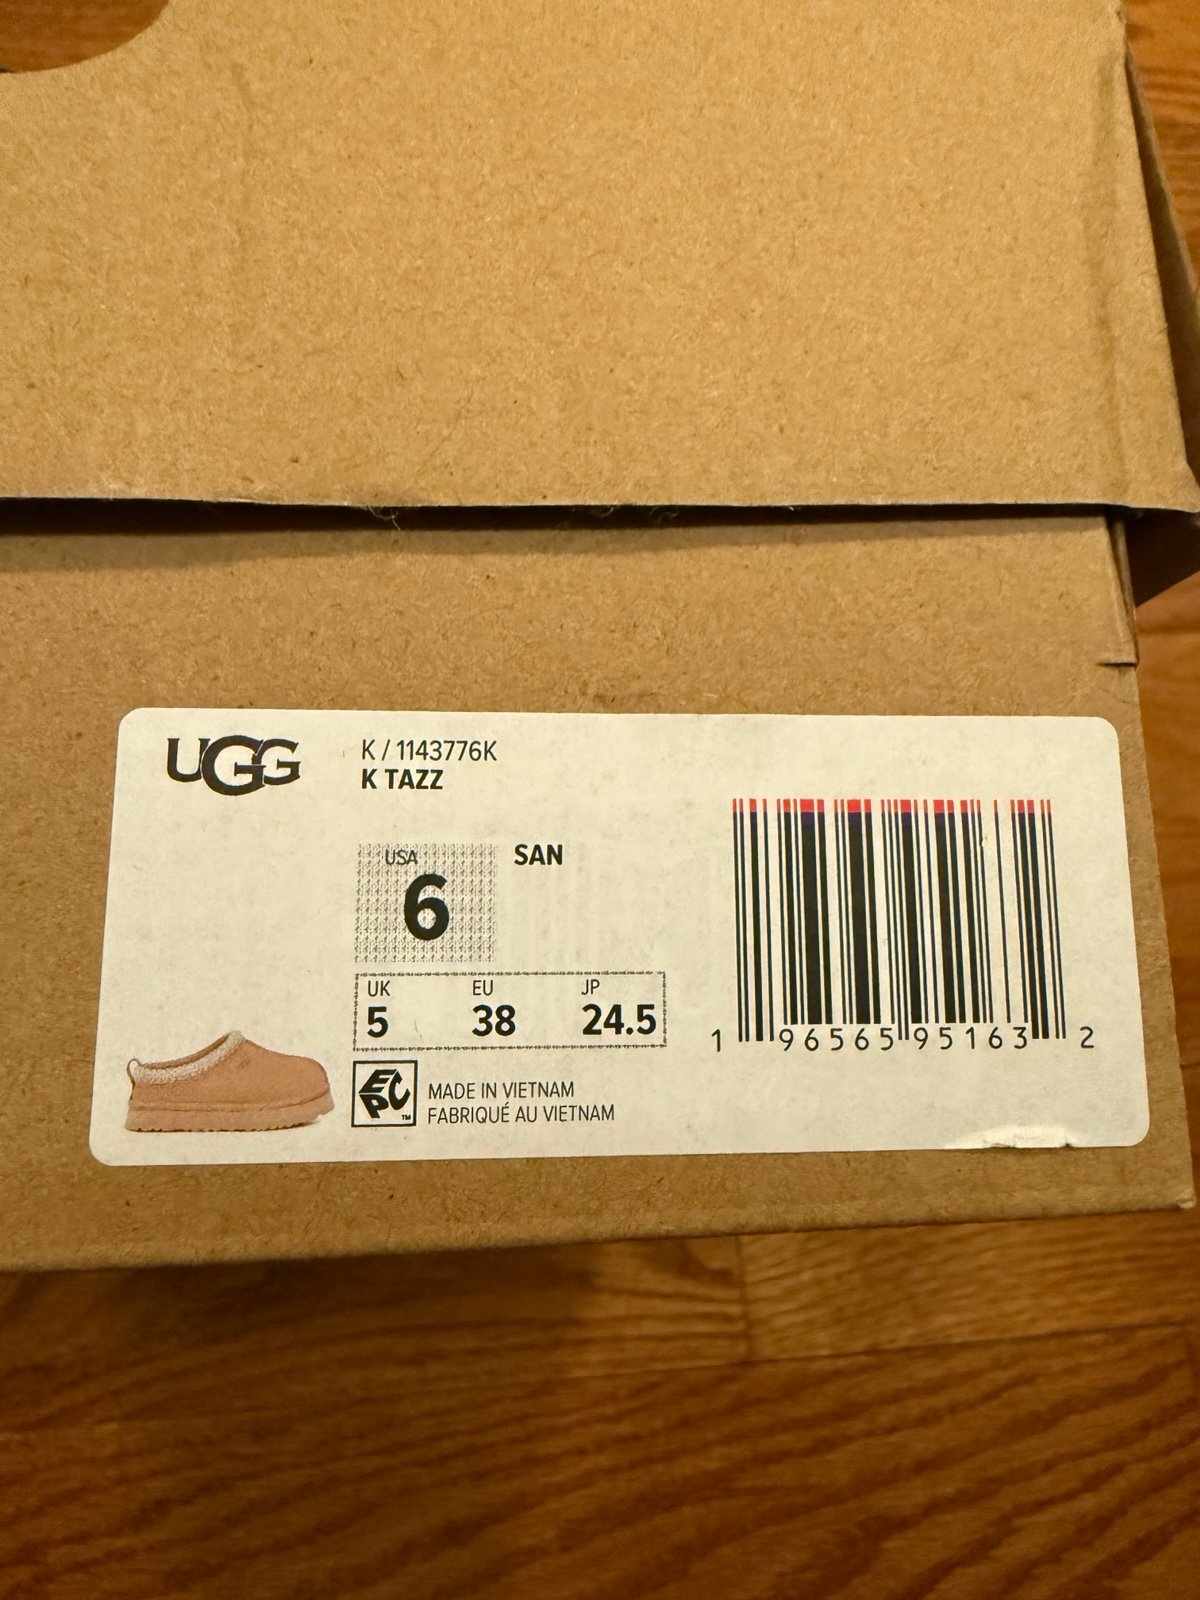 UGG
K / 1143776K
K TAZZ
USA
6
SAN
UK EU JP
5 38 24.5
1 96565 95163 2
EPC TM
MADE IN VIETNAM
FABRIQUÉ AU VIETNAM